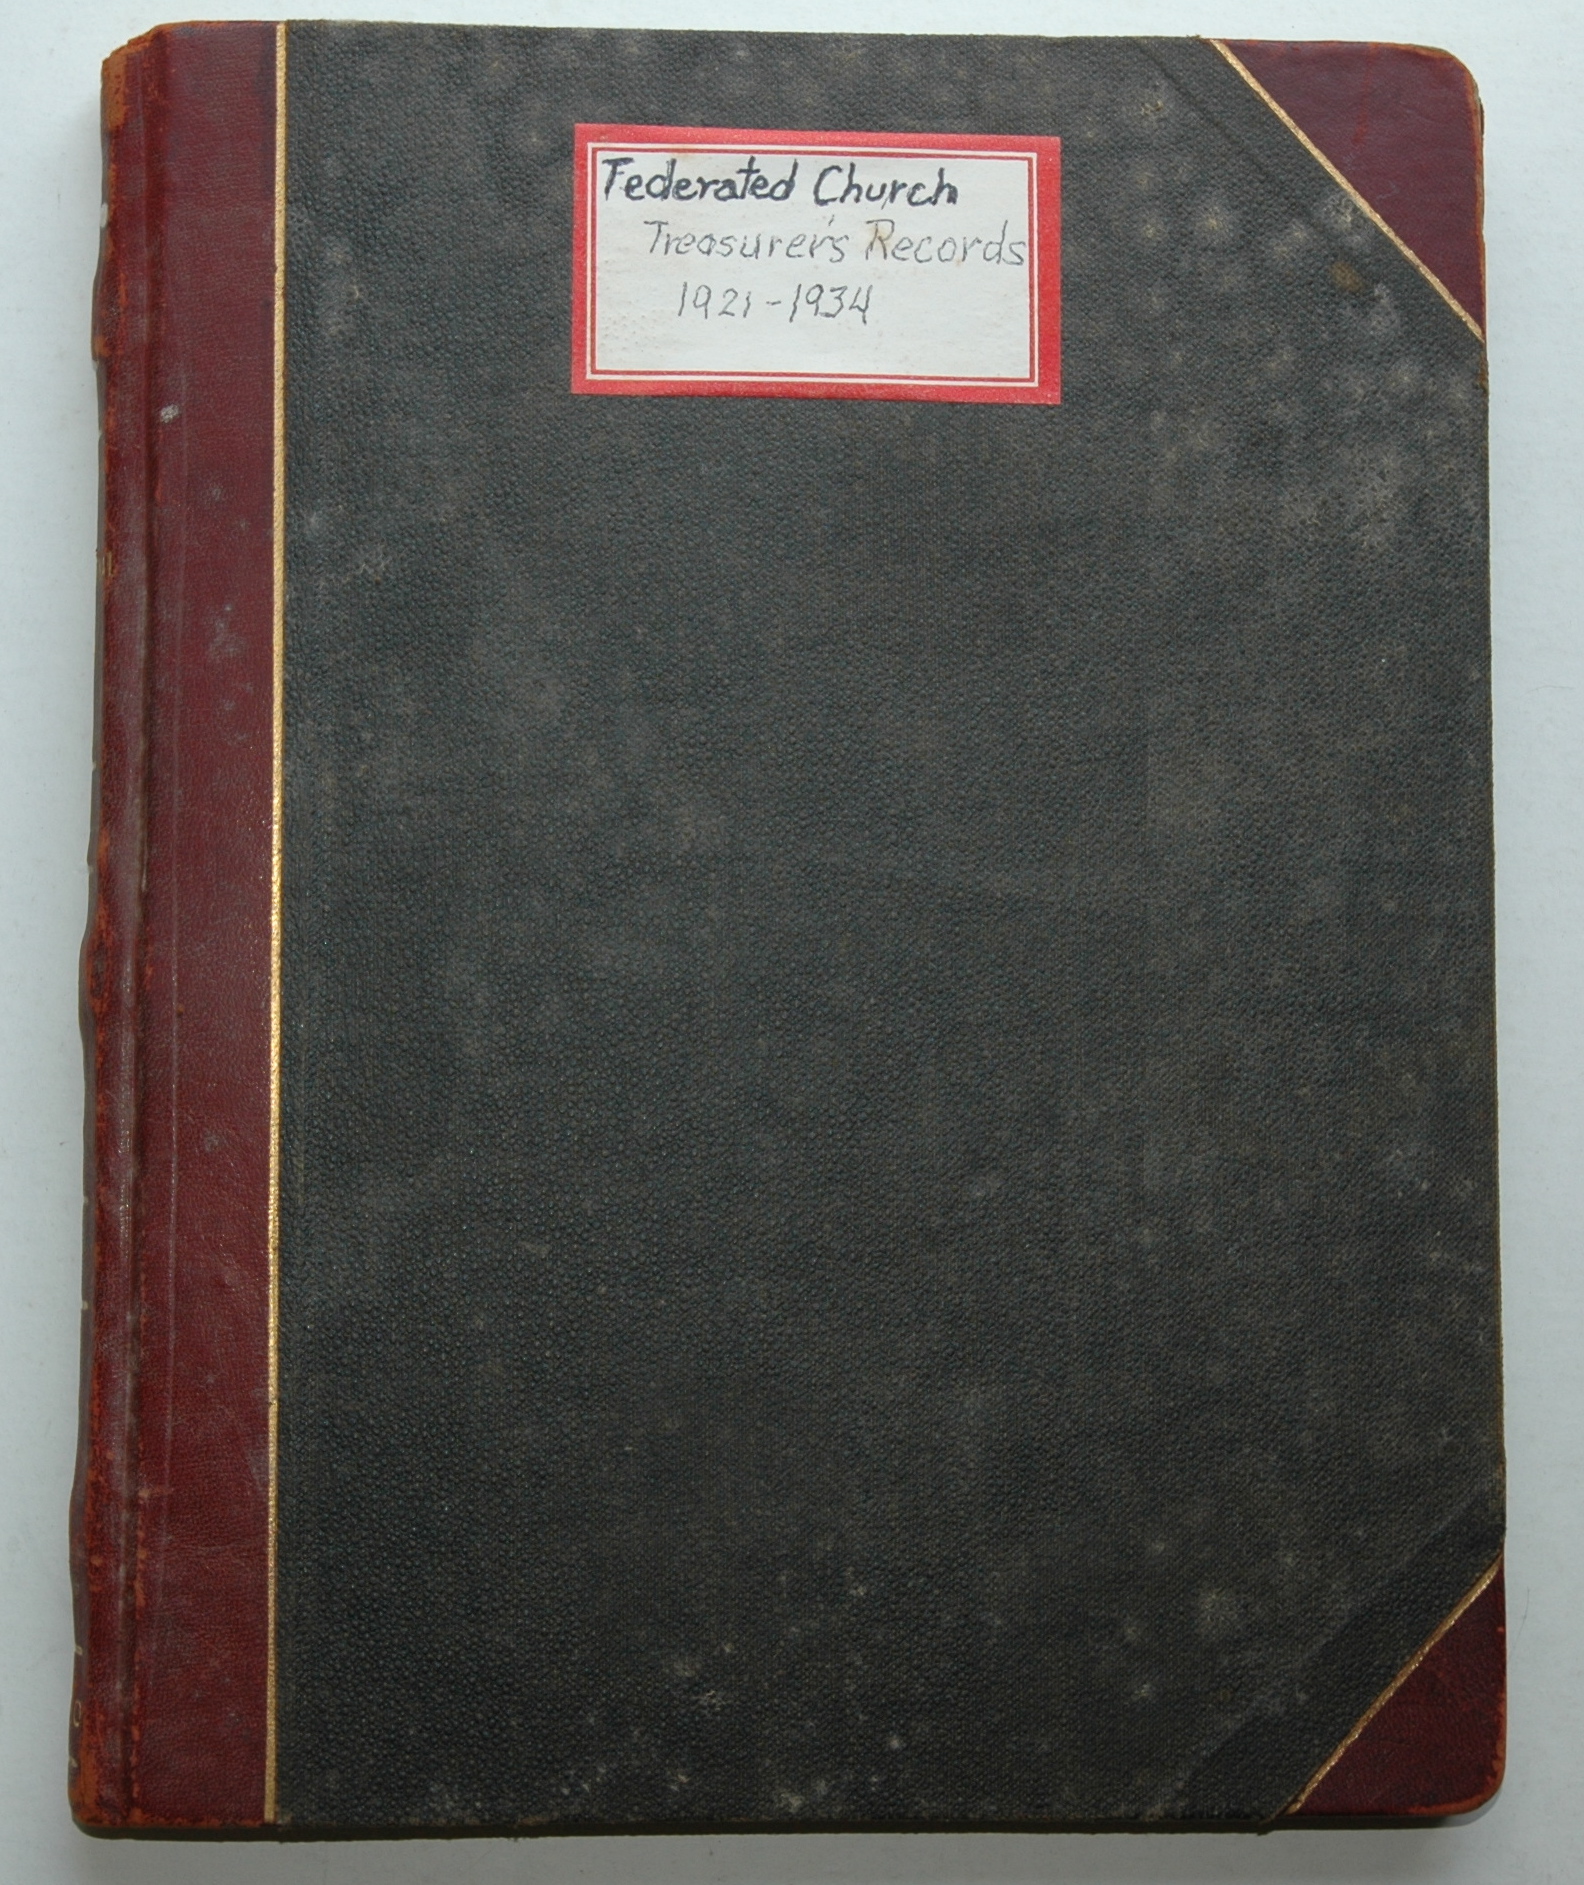 Federated Church
Treasurer's Records
1921-1934